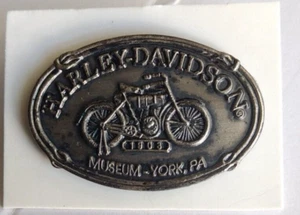 HARLEY-DAVIDSON®
1903
MUSEUM - YORK, PA